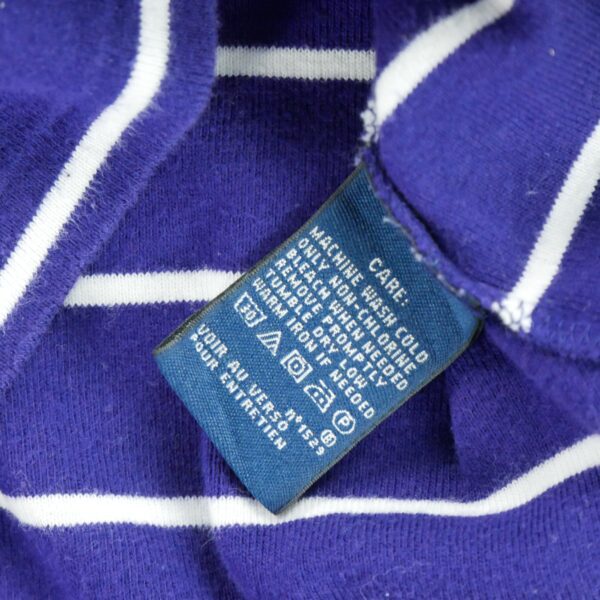 CARE:
MACHINE WASH COLD
ONLY NON-CHLORINE
BLEACH WHEN NEEDED
REMOVE PROMPTLY
TUMBLE DRY LOW
WARM IRON IF NEEDED
30 P
VOIR AU VERSO
POUR ENTRETIEN
n° 1529 B